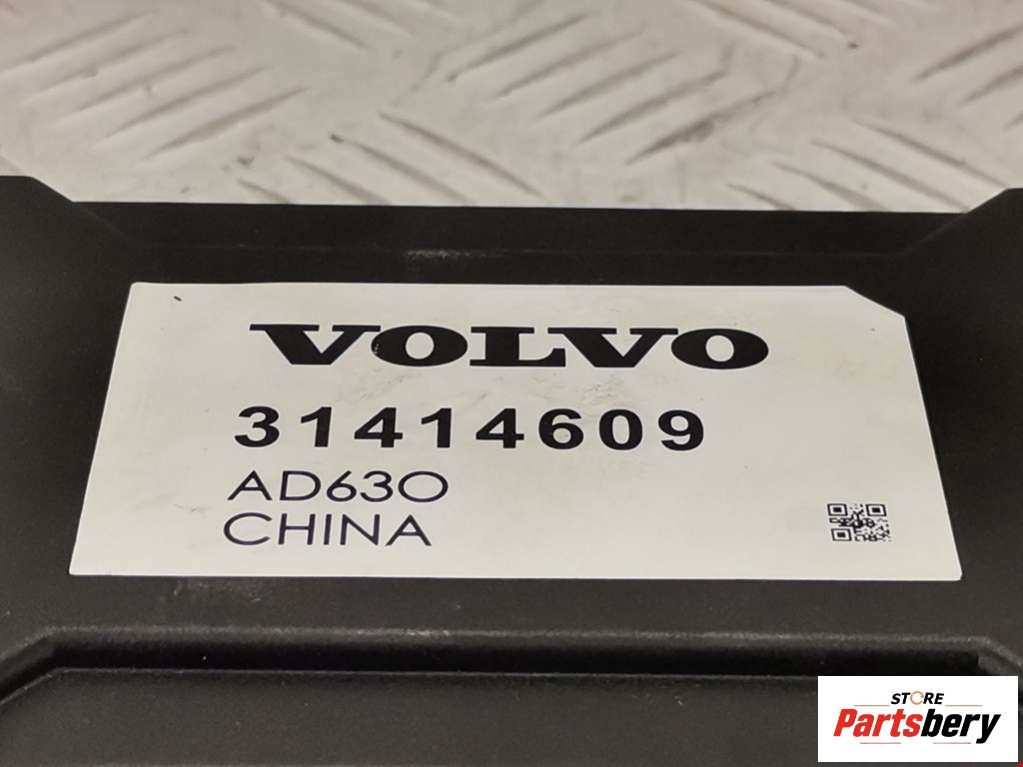 VOLVO
31414609
AD630
CHINA
STORE
Partsbery